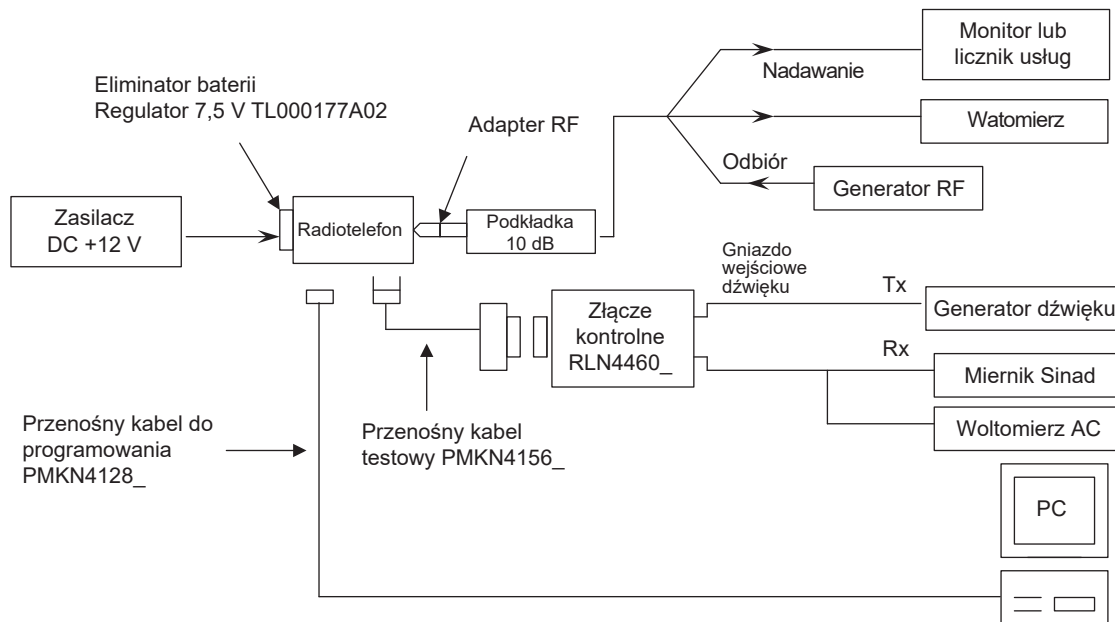 Monitor lub
licznik usług
Nadawanie
Eliminator baterii
Regulator 7,5 V TL000177A02
Adapter RF
Watomierz
Odbiór
Generator RF
Zasilacz
DC +12 V
Radiotelefon
Podkładka
10 dB
Gniazdo
wejściowe
dźwięku
Tx
Generator dźwięku
Złącze
kontrolne
RLN4460_
Rx
Miernik Sinad
Woltomierz AC
Przenośny kabel do
programowania
PMKN4128_
Przenośny kabel
testowy PMKN4156_
PC